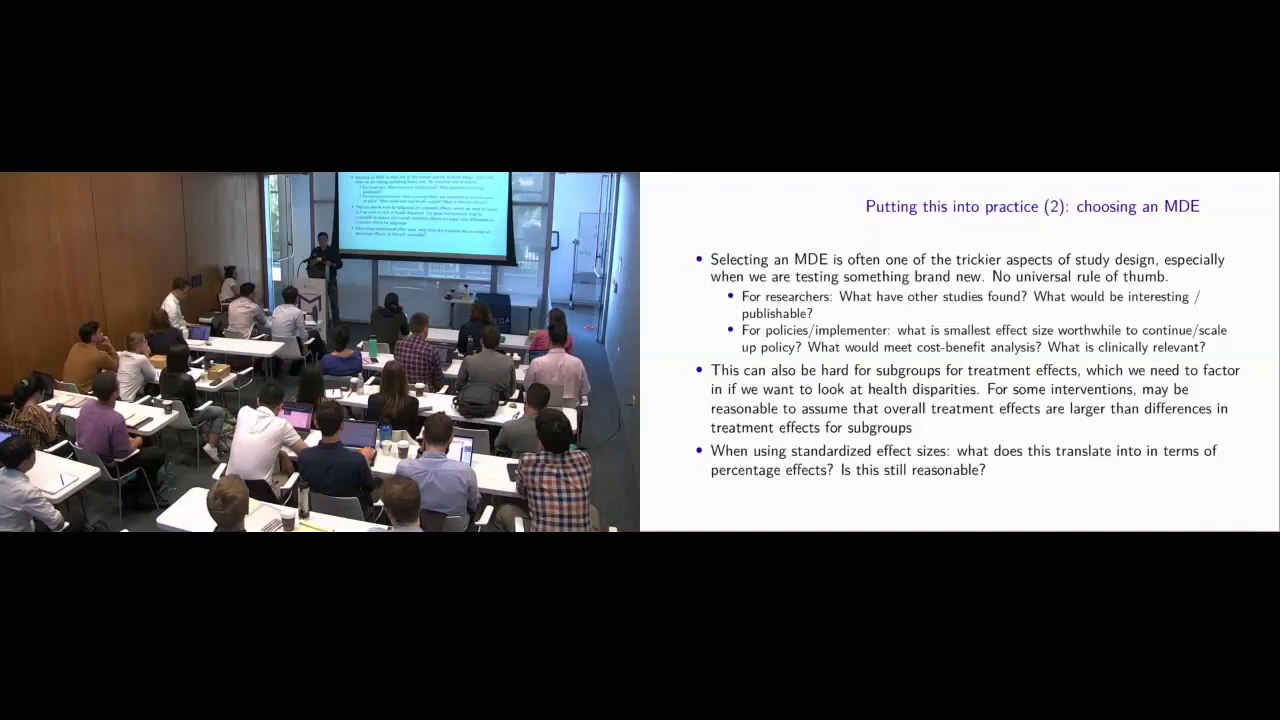 Putting this into practice (2): choosing an MDE
• Selecting an MDE is often one of the trickier aspects of study design, especially
when we are testing something brand new. No universal rule of thumb.
• For researchers: What have other studies found? What would be interesting /
publishable?
• For policies/implementer: what is smallest effect size worthwhile to continue/scale
up policy? What would meet cost-benefit analysis? What is clinically relevant?
• This can also be hard for subgroups for treatment effects, which we need to factor
in if we want to look at health disparities. For some interventions, may be
reasonable to assume that overall treatment effects are larger than differences in
treatment effects for subgroups
• When using standardized effect sizes: what does this translate into in terms of
percentage effects? Is this still reasonable?